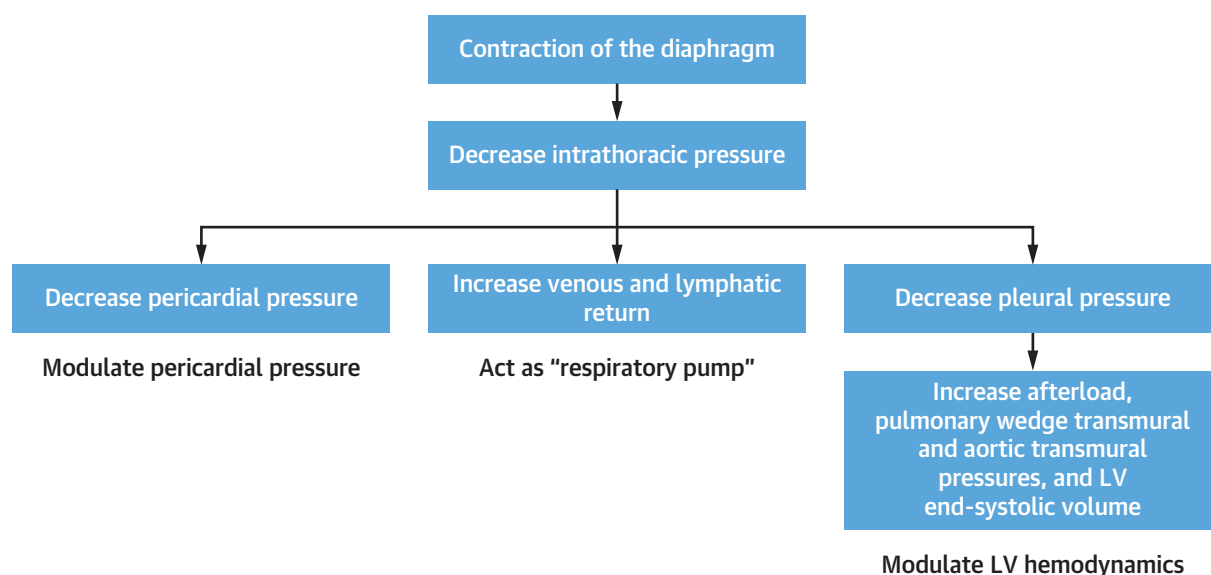 Contraction of the diaphragm
Decrease intrathoracic pressure
Decrease pericardial pressure
Modulate pericardial pressure
Increase venous and lymphatic
return
Act as “respiratory pump”
Decrease pleural pressure
Increase afterload,
pulmonary wedge transmural
and aortic transmural
pressures, and LV
end-systolic volume
Modulate LV hemodynamics